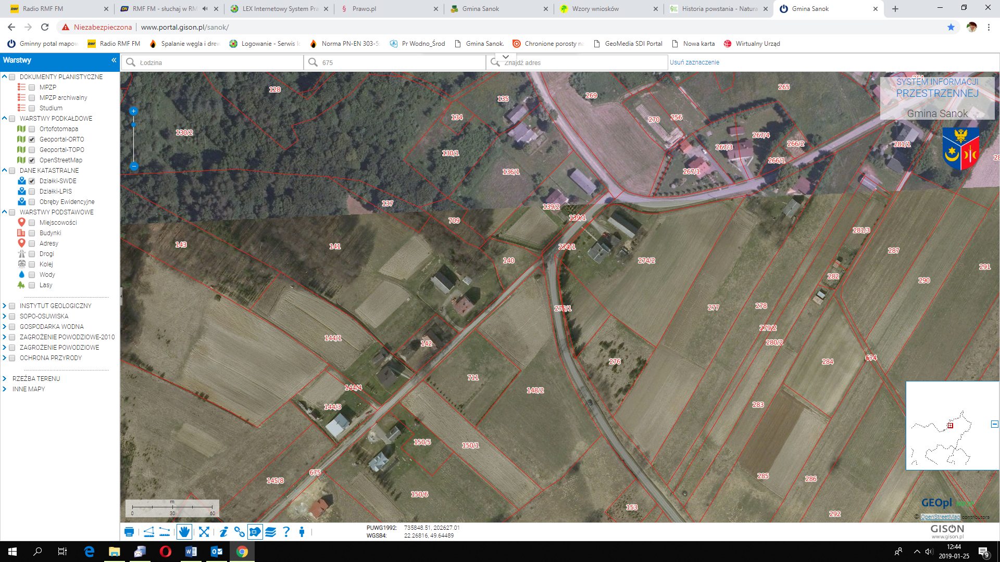 Radio RMF FM
RMF FM - słuchaj w RM
LEX Internetowy System Pra
Prawo.pl
Gmina Sanok
Wzory wniosków
Historia powstania - Natura
Gmina Sanok
Niezabezpieczona
www.portal.gison.pl/sanok/
Gminny potal mapow
Radio RMF FM
Spalanie węgla i drew
Logowanie - Serwis
Norma PN-EN 303-5:
Pr Wodno_Środ
Gmina Sanok.
Chronione porosty na
GeoMedia SDI Portal
Nowa karta
Wirtualny Urząd
Warstwy
Łodzina
675
Znajdź adres
Usuń zaznaczenie
DOKUMENTY PLANISTYCZNE
MPZP
MPZP archiwalny
Studium
WARSTWY PODKAŁDOWE
Ortofotomapa
Geoportal-ORTO
Geoportal-TOPO
OpenStreetMap
DANE KATASTRALNE
Działki-SWDE
Działki-LPIS
Obręby Ewidencyjne
WARSTWY PODSTAWOWE
Miejscowości
Budynki
Adresy
Drogi
Kolej
Wody
Lasy
INSTYTUT GEOLOGICZNY
SOPO-OSUWISKA
GOSPODARKA WODNA
ZAGROŻENIE POWODZIOWE-2010
ZAGROŻENIE POWODZIOWE
OCHRONA PRZYRODY
RZEŹBA TERENU
INNE MAPY
SYSTEM INFORMACJI
PRZESTRZENNEJ
Gmina Sanok
128
135
269
265
134
270
256
130/2
267/4
266/2
281/1
267/3
130/1
266/1
136/1
267/1
137
139/2
139/1
709
281/3
143
141
274/1
287
140
274/2
291
282
290
277
278
275/1
279/2
144/1
142
280/2
276
284
674
711
144/4
148/2
144/3
283
150/5
150/1
675
145/8
285
286
150/6
153
292
m
0 30 60
GEOpl
© OpenStreetMap contributors
GISON
www.gison.pl
PUWG1992: 735848.51, 202627.01
WGS84: 22.26816, 49.64489
12:44
2019-01-25
9